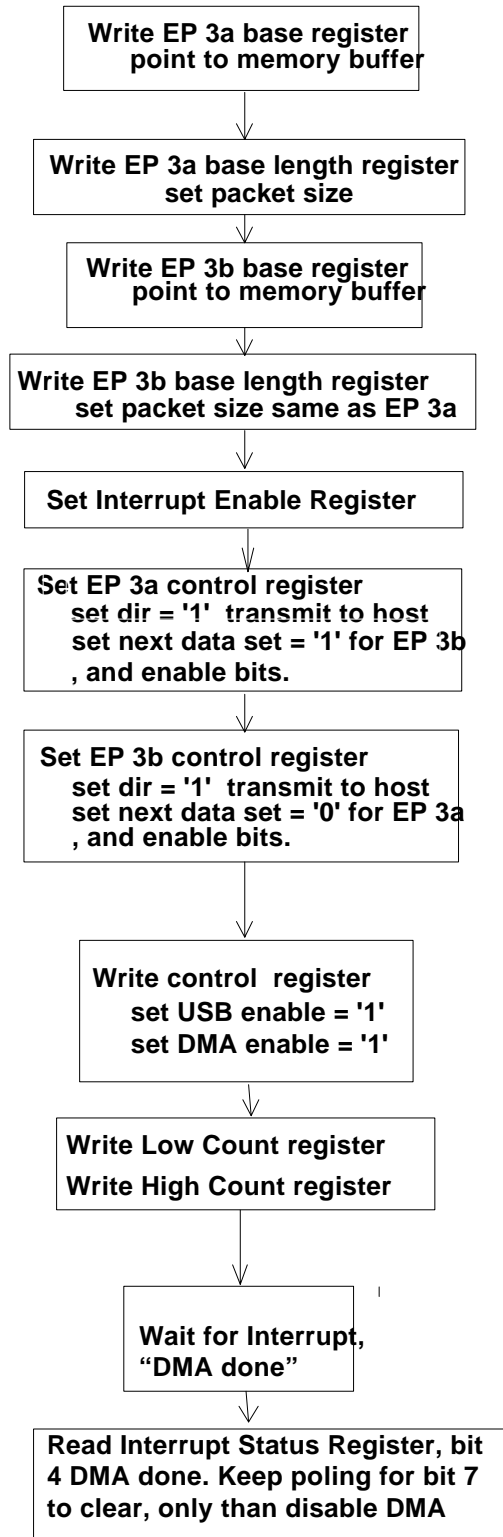 Write EP 3a base register
point to memory buffer
Write EP 3a base length register
set packet size
Write EP 3b base register
point to memory buffer
Write EP 3b base length register
set packet size same as EP 3a
Set Interrupt Enable Register
Set EP 3a control register
set dir = '1' transmit to host
set next data set = '1' for EP 3b
, and enable bits.
Set EP 3b control register
set dir = '1' transmit to host
set next data set = '0' for EP 3a
, and enable bits.
Write control register
set USB enable = '1'
set DMA enable = '1'
Write Low Count register
Write High Count register
Wait for Interrupt,
“DMA done”
Read Interrupt Status Register, bit
4 DMA done. Keep poling for bit 7
to clear, only than disable DMA